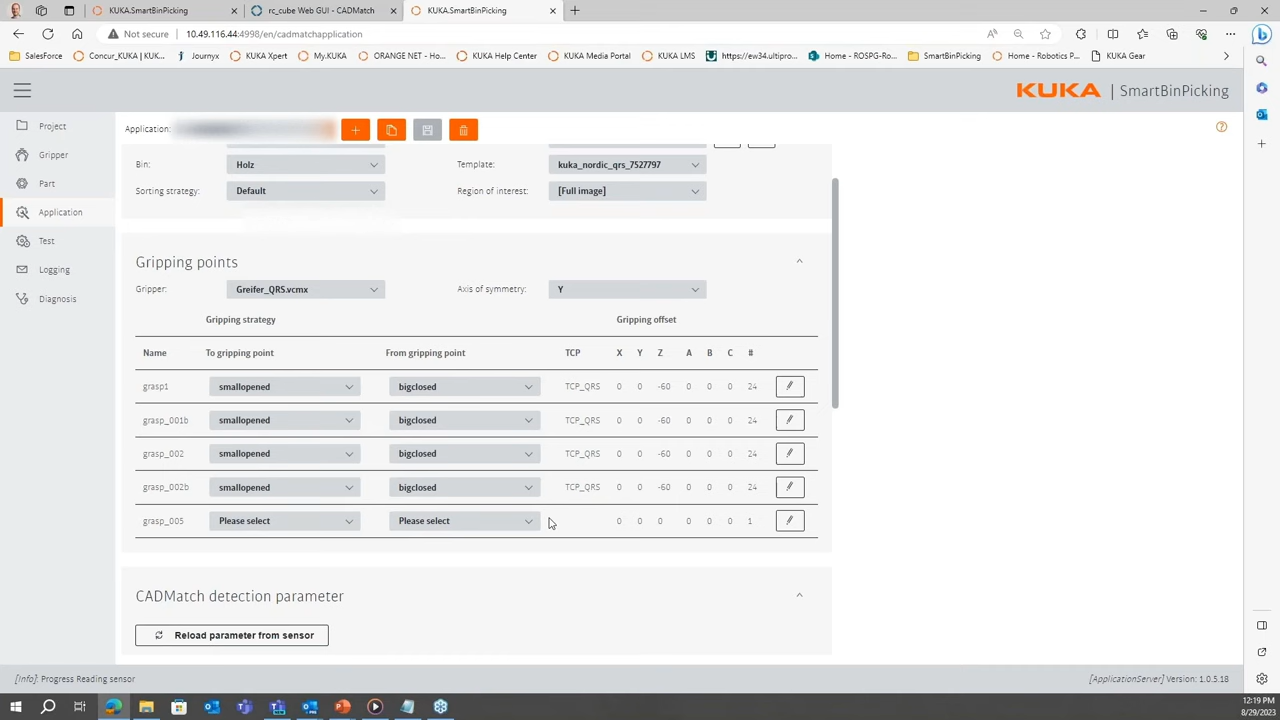 KUKA.SmartBinPicking
rc_cube Web GUI - CADMatch
KUKA.SmartBinPicking
Not secure
10.49.116.44:4998/en/cadmatchapplication
SalesForce
Concur_KUKA | KUK...
Journyx
KUKA Xpert
My.KUKA
ORANGE NET - Hom...
KUKA Help Center
KUKA Media Portal
KUKA LMS
https://ew34.ultipro...
Home - ROSPG-Ro...
SmartBinPicking
Home - Robotics P...
KUKA Gear
KUKA | SmartBinPicking
Project
Gripper
Part
Application
Test
Logging
Diagnosis
Application:
Bin: Holz Template: kuka_nordic_qrs_7527797
Sorting strategy: Default Region of interest: [Full image]
Gripping points
Gripper: Greifer_QRS.vcmx Axis of symmetry: Y
Gripping strategy Gripping offset
Name To gripping point From gripping point TCP X Y Z A B C #
grasp1 smallopened bigclosed TCP_QRS 0 0 -60 0 0 0 24
grasp_001b smallopened bigclosed TCP_QRS 0 0 -60 0 0 0 24
grasp_002 smallopened bigclosed TCP_QRS 0 0 -60 0 0 0 24
grasp_002b smallopened bigclosed TCP_QRS 0 0 -60 0 0 0 24
grasp_005 Please select Please select 0 0 0 0 0 0 1
CADMatch detection parameter
Reload parameter from sensor
[Info]: Progress Reading sensor
[ApplicationServer] Version: 1.0.5.18
12:19 PM
8/29/2023